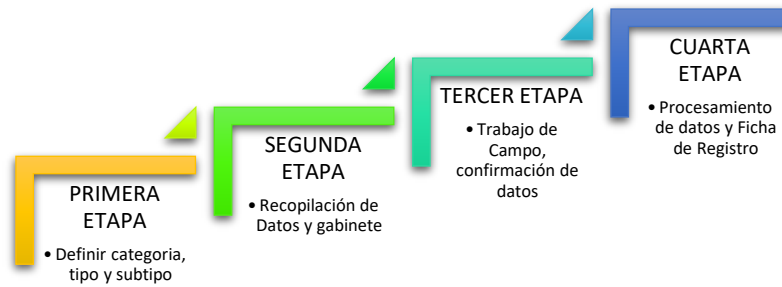 PRIMERA
ETAPA
• Definir categoria,
tipo y subtipo
SEGUNDA
ETAPA
• Recopilación de
Datos y gabinete
TERCER ETAPA
• Trabajo de
Campo,
confirmación de
datos
CUARTA
ETAPA
• Procesamiento
de datos y Ficha
de Registro